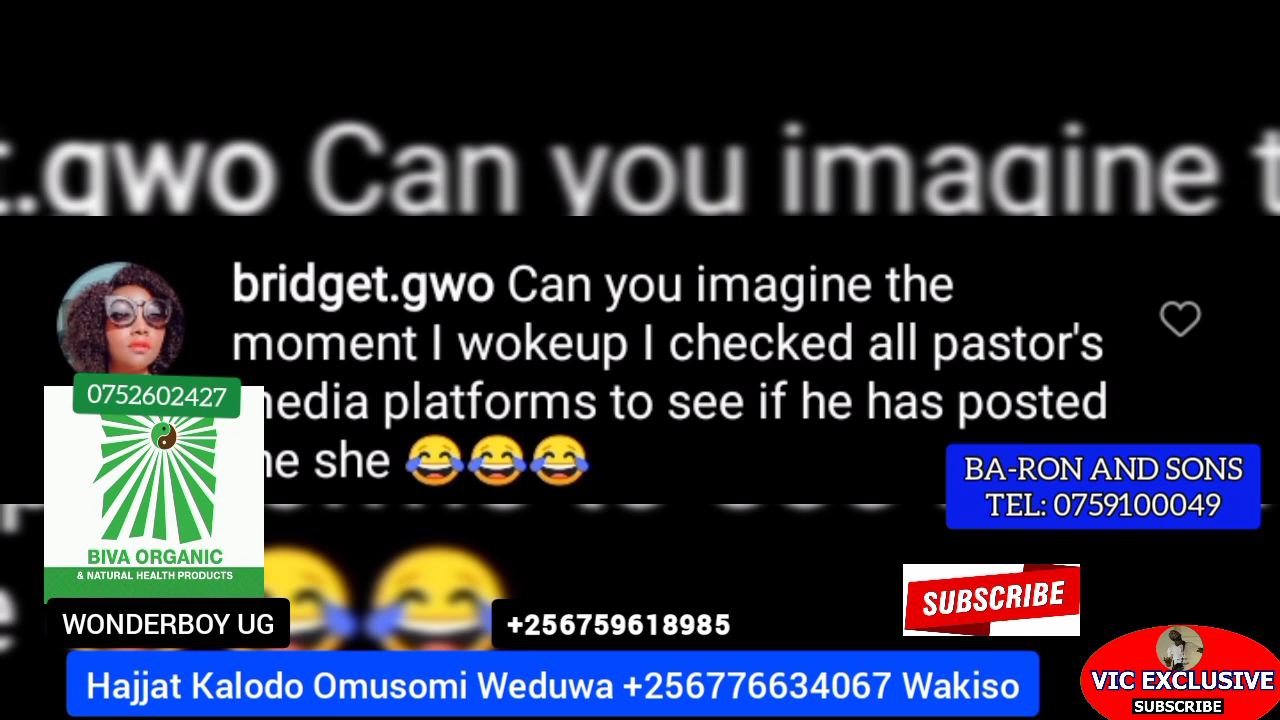 t.gwo Can you imagine t
bridget.gwo Can you imagine the
moment I wokeup I checked all pastor's
media platforms to see if he has posted
he she 😂😂😂
0752602427
BIVA ORGANIC
& NATURAL HEALTH PRODUCTS
BA-RON AND SONS
TEL: 0759100049
SUBSCRIBE
WONDERBOY UG
+256759618985
Hajjat Kalodo Omusomi Weduwa +256776634067 Wakiso
VIC EXCLUSIVE
SUBSCRIBE